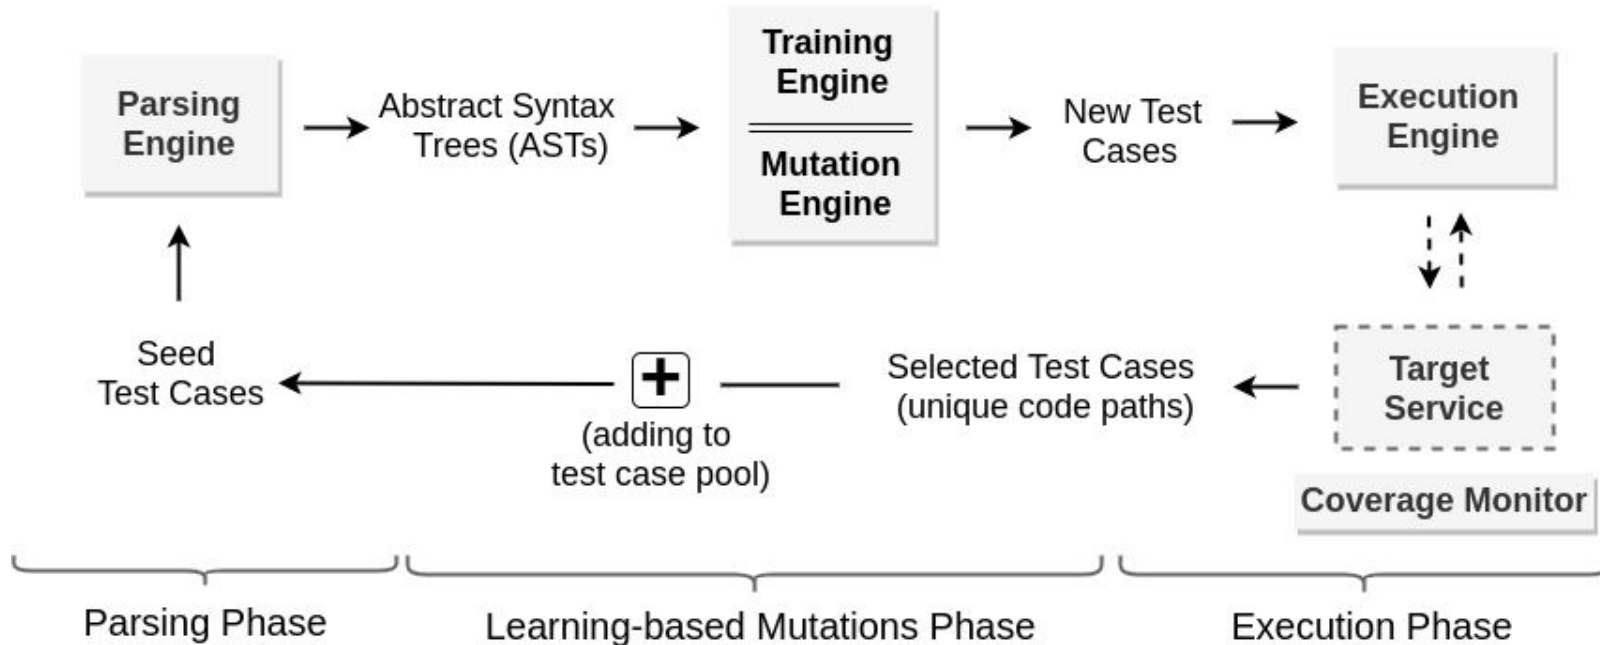 Parsing
Engine
Abstract Syntax
Trees (ASTs)
Training
Engine
Mutation
Engine
New Test
Cases
Execution
Engine
Seed
Test Cases
(adding to
test case pool)
Selected Test Cases
(unique code paths)
Target
Service
Coverage Monitor
Parsing Phase
Learning-based Mutations Phase
Execution Phase